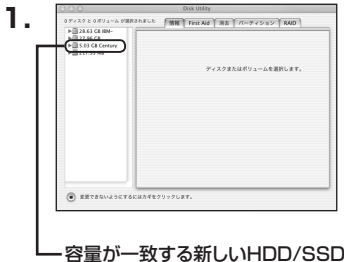 1.
Disk Utility
0 ディスク と 0 ボリューム が選択されました
情報 First Aid 消去 パーティション RAID
28.63 GB IBM-
27.96 GB
5.03 GB Century
ディスクまたはボリュームを選択します。
変更できないようにするにはカギをクリックします。
容量が一致する新しいHDD/SSD